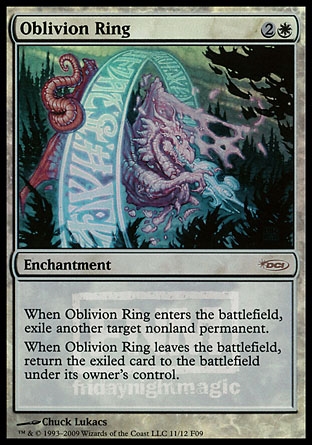 Oblivion Ring 2
Enchantment
DCI
When Oblivion Ring enters the battlefield,
exile another target nonland permanent.
When Oblivion Ring leaves the battlefield,
return the exiled card to the battlefield
under its owner's control.
fridaynightmagic
Chuck Lukacs
™ & © 1993-2009 Wizards of the Coast LLC 11/12 F09